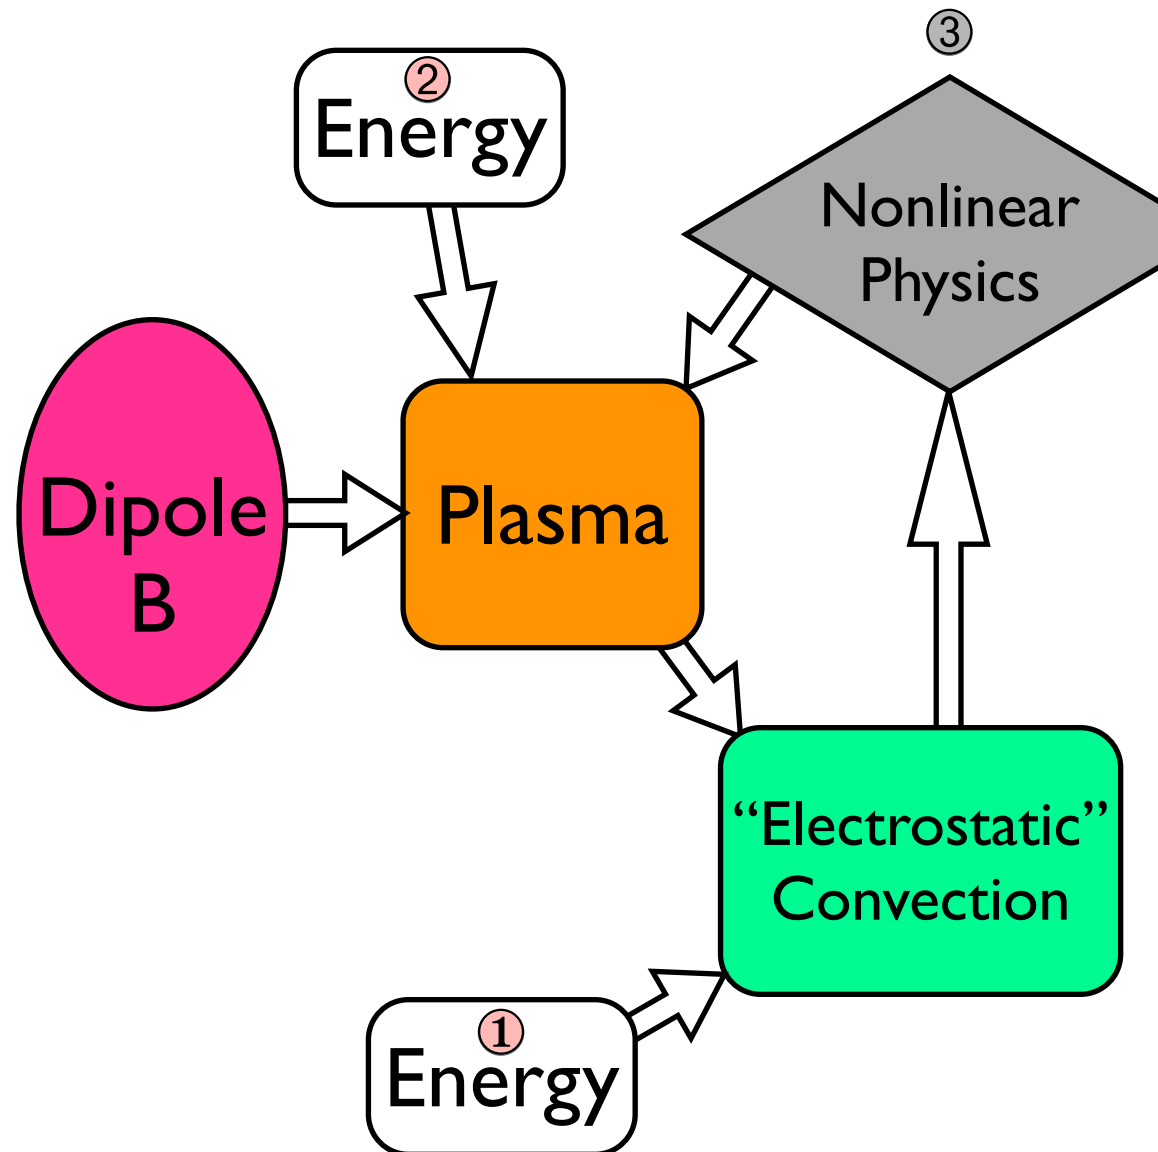 ③
②
Energy
Nonlinear
Physics
Dipole
B
Plasma
“Electrostatic”
Convection
①
Energy